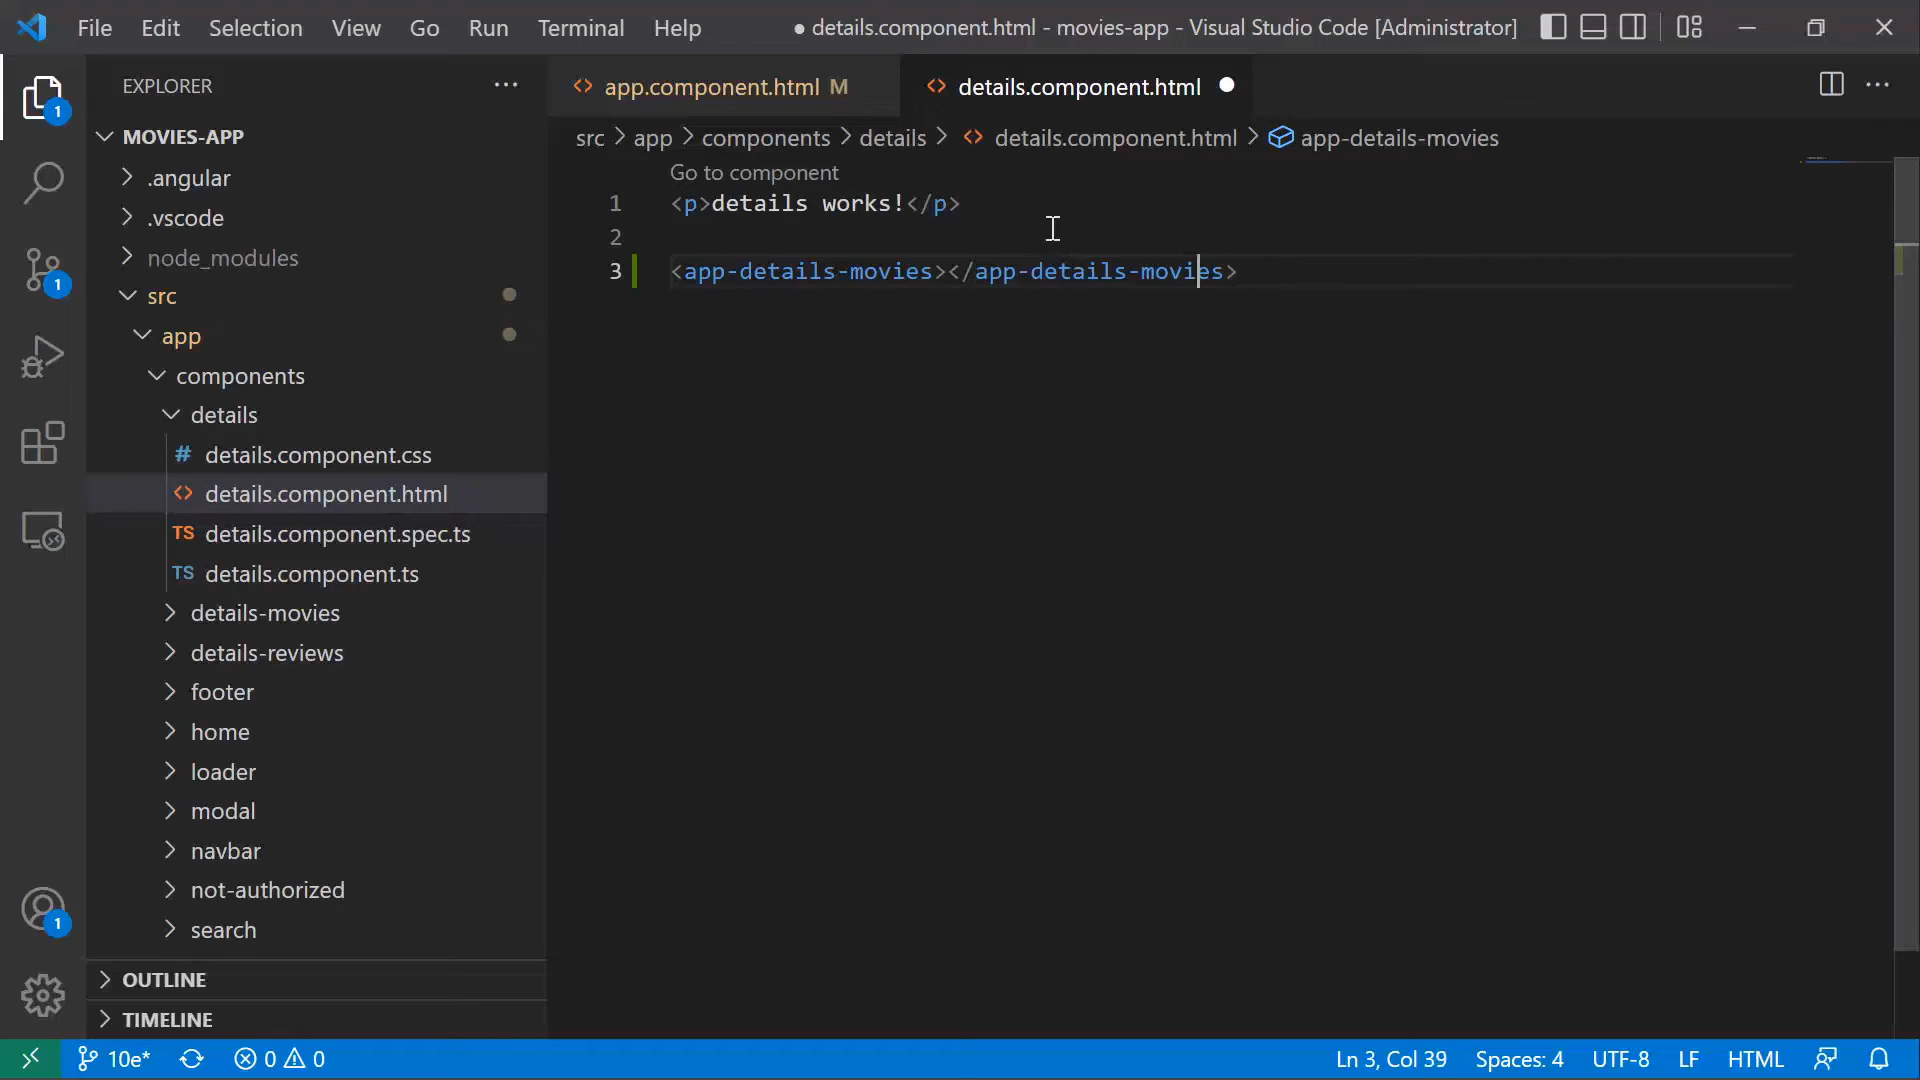 File Edit Selection View Go Run Terminal Help ● details.component.html - movies-app - Visual Studio Code [Administrator]
EXPLORER
1
MOVIES-APP
.angular
.vscode
node_modules
1
src
app
components
details
# details.component.css
<> details.component.html
TS details.component.spec.ts
TS details.component.ts
details-movies
details-reviews
footer
home
loader
modal
navbar
not-authorized
1
search
OUTLINE
TIMELINE
<> app.component.html M
<> details.component.html ●
src > app > components > details > <> details.component.html > app-details-movies
Go to component
1 <p>details works!</p>
2
3 <app-details-movies></app-details-movies>
10e* 0 0 Ln 3, Col 39 Spaces: 4 UTF-8 LF HTML